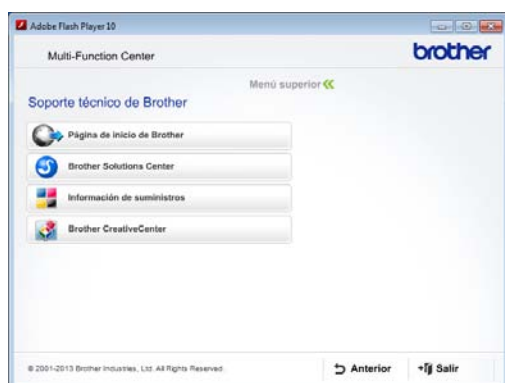 Adobe Flash Player 10
Multi-Function Center
brother
Menú superior
Soporte técnico de Brother
Página de inicio de Brother
Brother Solutions Center
Información de suministros
Brother CreativeCenter
© 2001-2013 Brother Industries, Ltd. All Rights Reserved.
Anterior
Salir